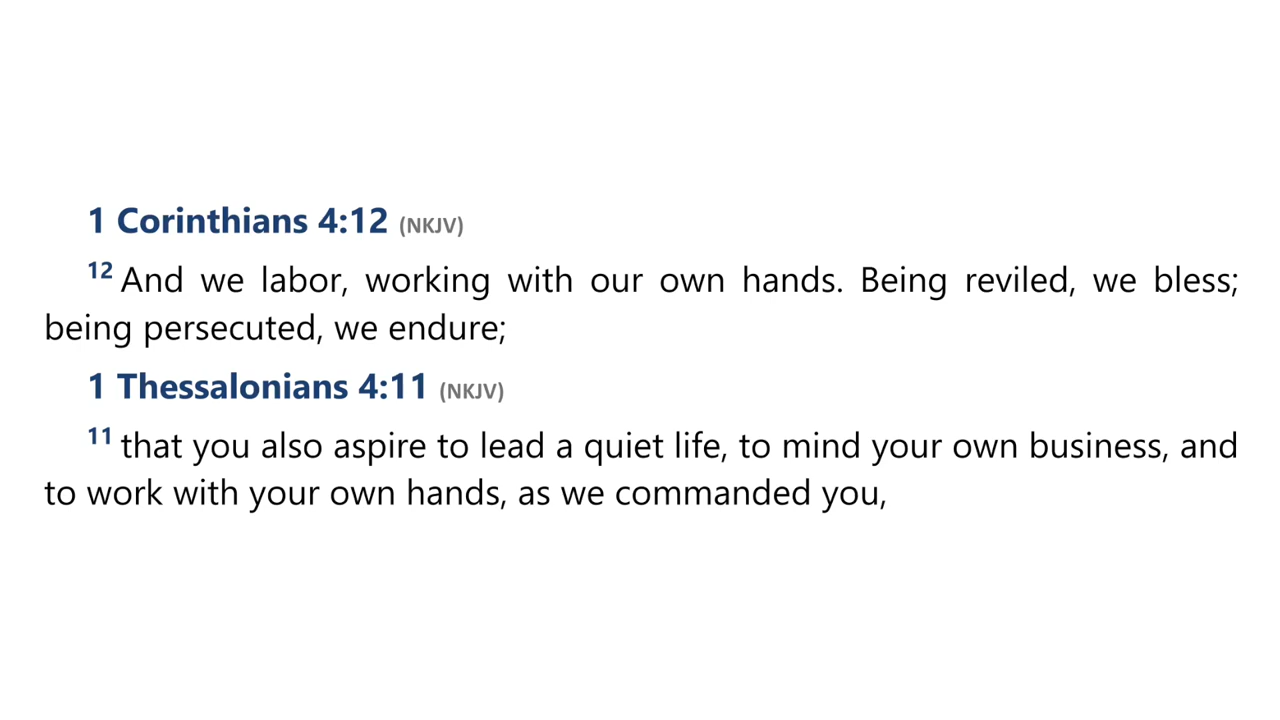 1 Corinthians 4:12 (NKJV)
12 And we labor, working with our own hands. Being reviled, we bless;
being persecuted, we endure;
1 Thessalonians 4:11 (NKJV)
11 that you also aspire to lead a quiet life, to mind your own business, and
to work with your own hands, as we commanded you,